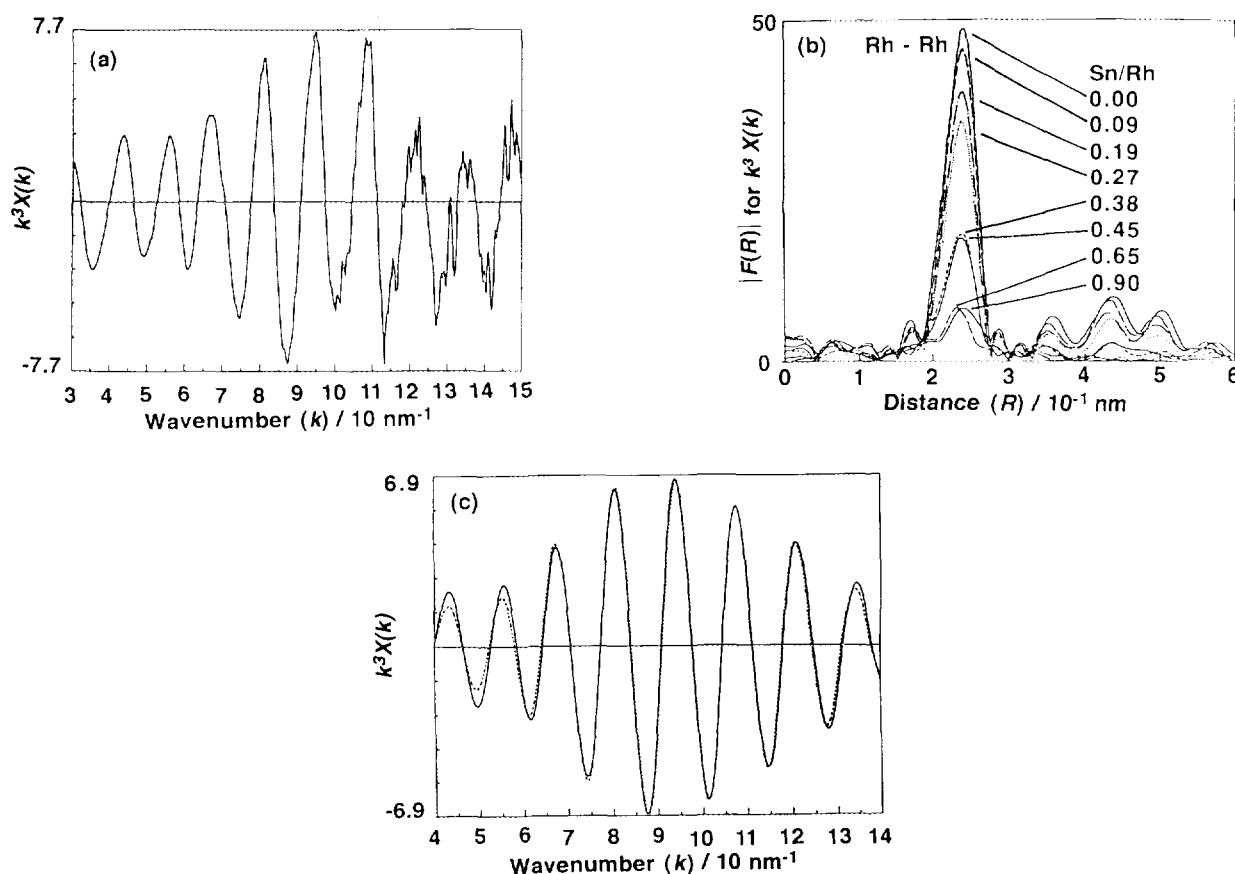 (a)
7.7
-7.7
k³X(k)
3 4 5 6 7 8 9 10 11 12 13 14 15
Wavenumber (k) / 10 nm⁻¹
(b)
Rh - Rh
50
0
|F(R)| for k³ X(k)
Sn/Rh
0.00
0.09
0.19
0.27
0.38
0.45
0.65
0.90
0 1 2 3 4 5 6
Distance (R) / 10⁻¹ nm
(c)
6.9
-6.9
k³X(k)
4 5 6 7 8 9 10 11 12 13 14
Wavenumber (k) / 10 nm⁻¹